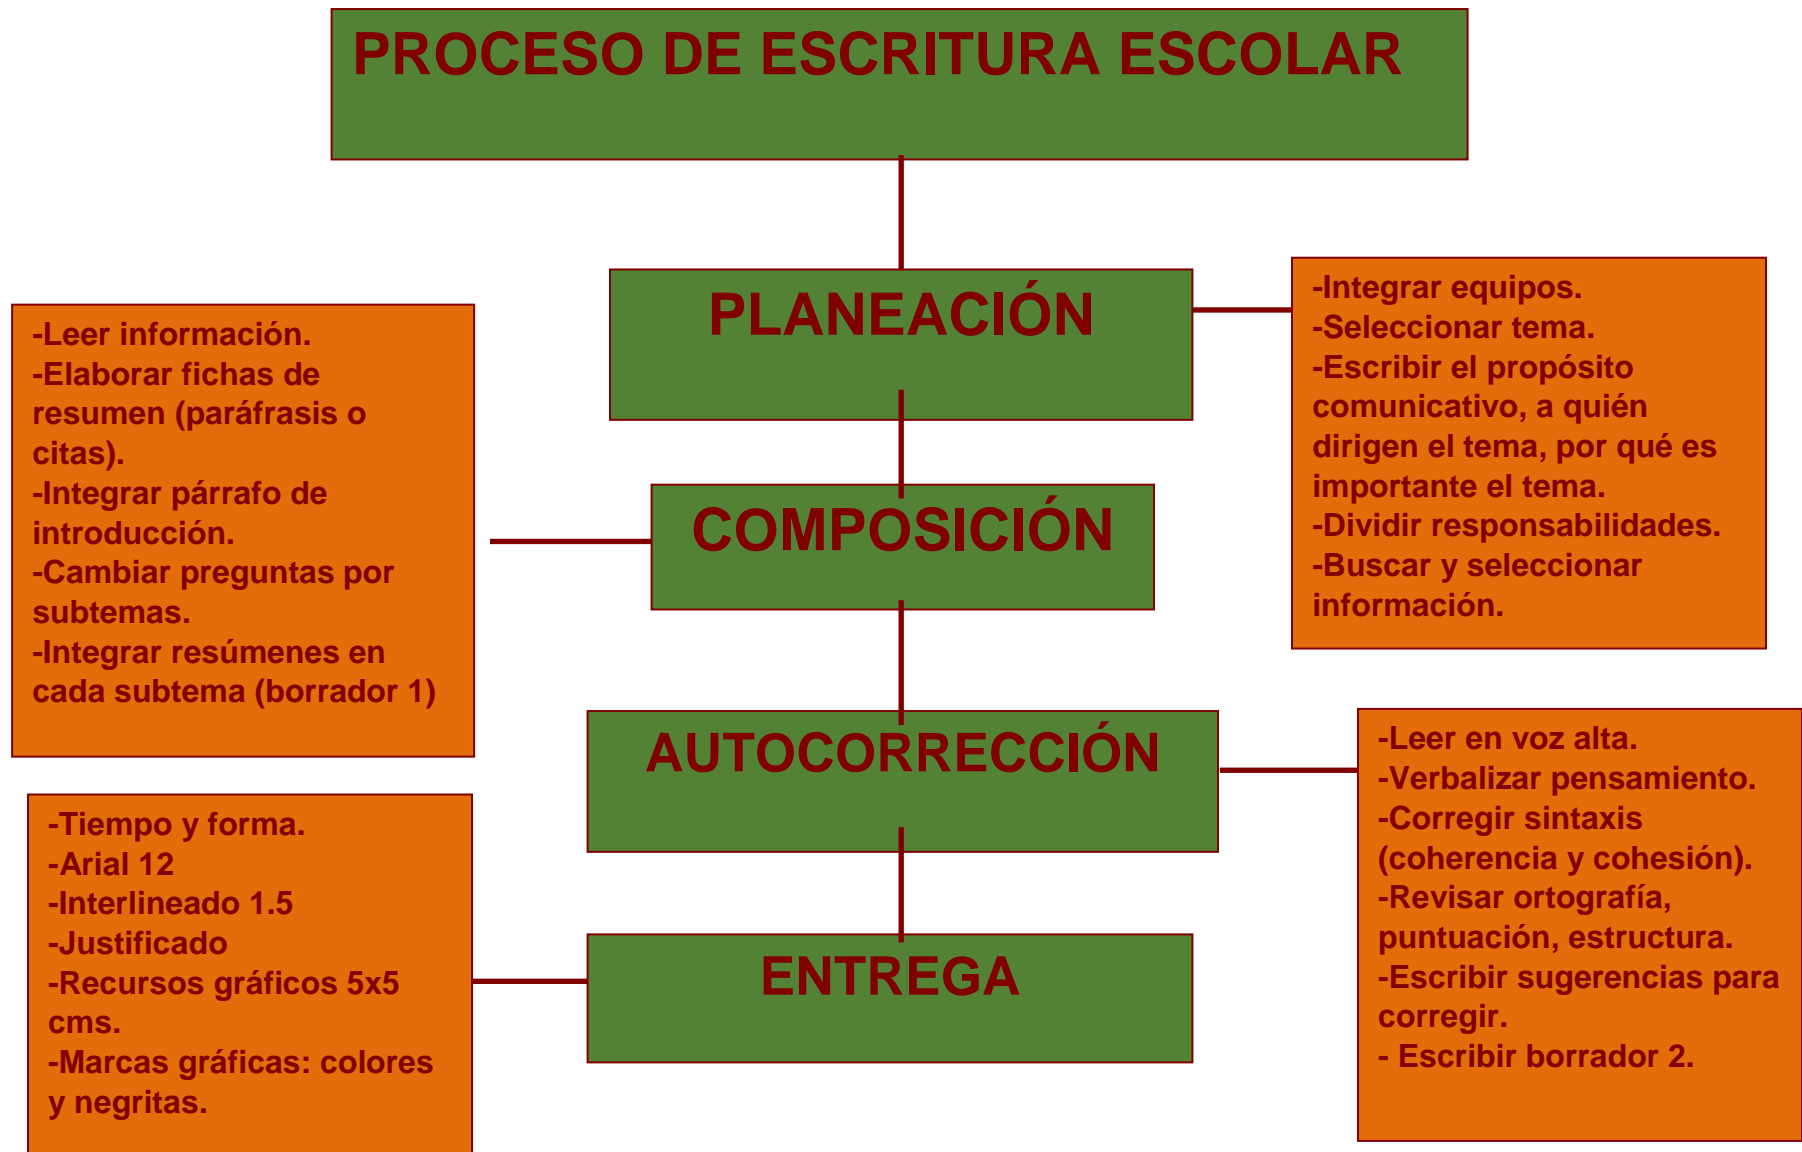 PROCESO DE ESCRITURA ESCOLAR
PLANEACIÓN
-Integrar equipos.
-Seleccionar tema.
-Escribir el propósito
comunicativo, a quién
dirigen el tema, por qué es
importante el tema.
-Dividir responsabilidades.
-Buscar y seleccionar
información.
COMPOSICIÓN
-Leer información.
-Elaborar fichas de
resumen (paráfrasis o
citas).
-Integrar párrafo de
introducción.
-Cambiar preguntas por
subtemas.
-Integrar resúmenes en
cada subtema (borrador 1)
AUTOCORRECCIÓN
-Leer en voz alta.
-Verbalizar pensamiento.
-Corregir sintaxis
(coherencia y cohesión).
-Revisar ortografía,
puntuación, estructura.
-Escribir sugerencias para
corregir.
- Escribir borrador 2.
ENTREGA
-Tiempo y forma.
-Arial 12
-Interlineado 1.5
-Justificado
-Recursos gráficos 5x5
cms.
-Marcas gráficas: colores
y negritas.